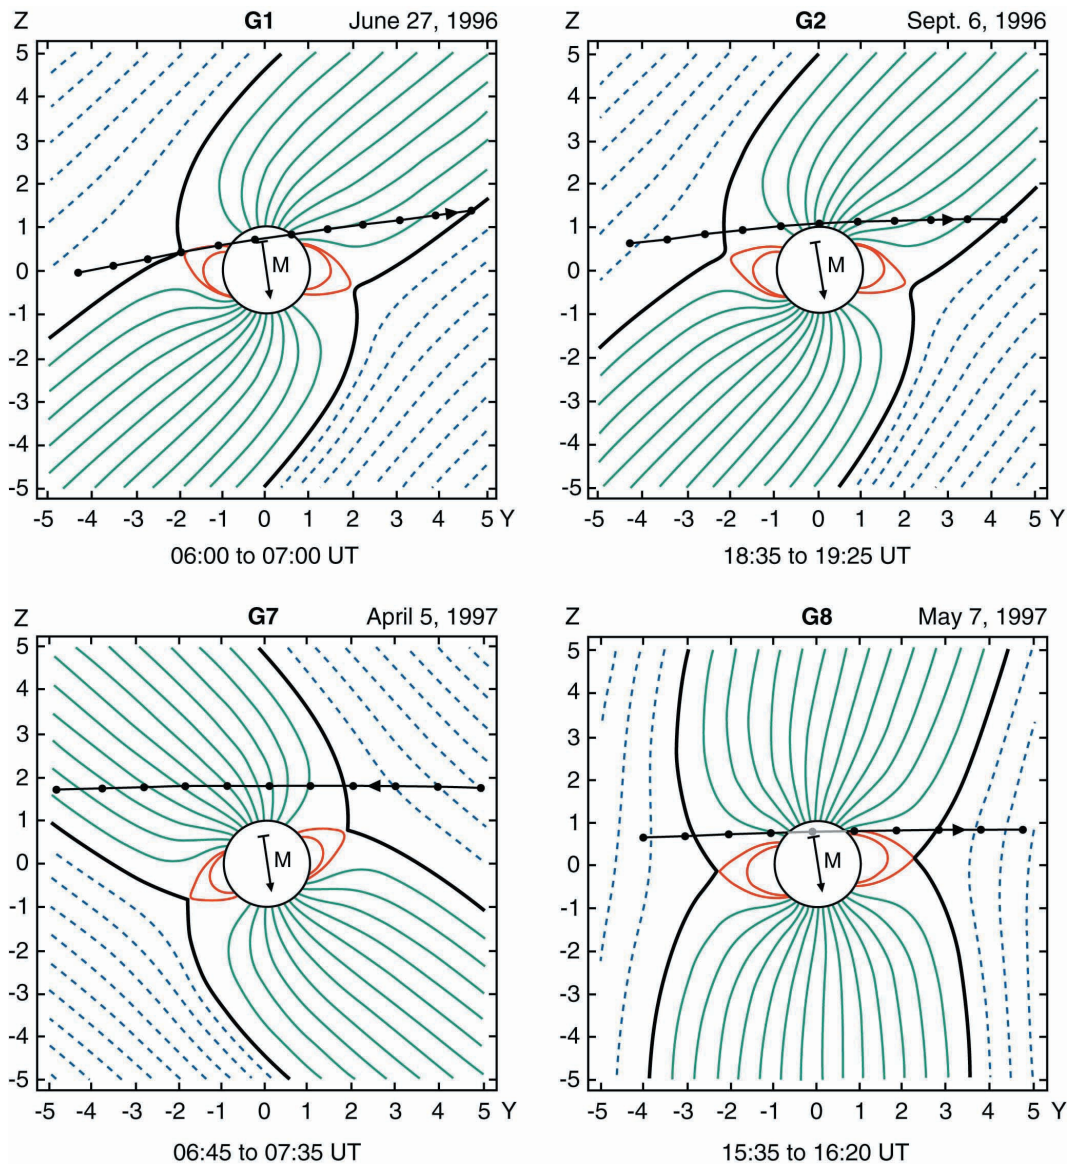 Z G1 June 27, 1996
5
4
3
2
1
0
-1
-2
-3
-4
-5
M
-5 -4 -3 -2 -1 0 1 2 3 4 5 Y
06:00 to 07:00 UT
Z G2 Sept. 6, 1996
5
4
3
2
1
0
-1
-2
-3
-4
-5
M
-5 -4 -3 -2 -1 0 1 2 3 4 5 Y
18:35 to 19:25 UT
Z G7 April 5, 1997
5
4
3
2
1
0
-1
-2
-3
-4
-5
M
-5 -4 -3 -2 -1 0 1 2 3 4 5 Y
06:45 to 07:35 UT
Z G8 May 7, 1997
5
4
3
2
1
0
-1
-2
-3
-4
-5
M
-5 -4 -3 -2 -1 0 1 2 3 4 5 Y
15:35 to 16:20 UT